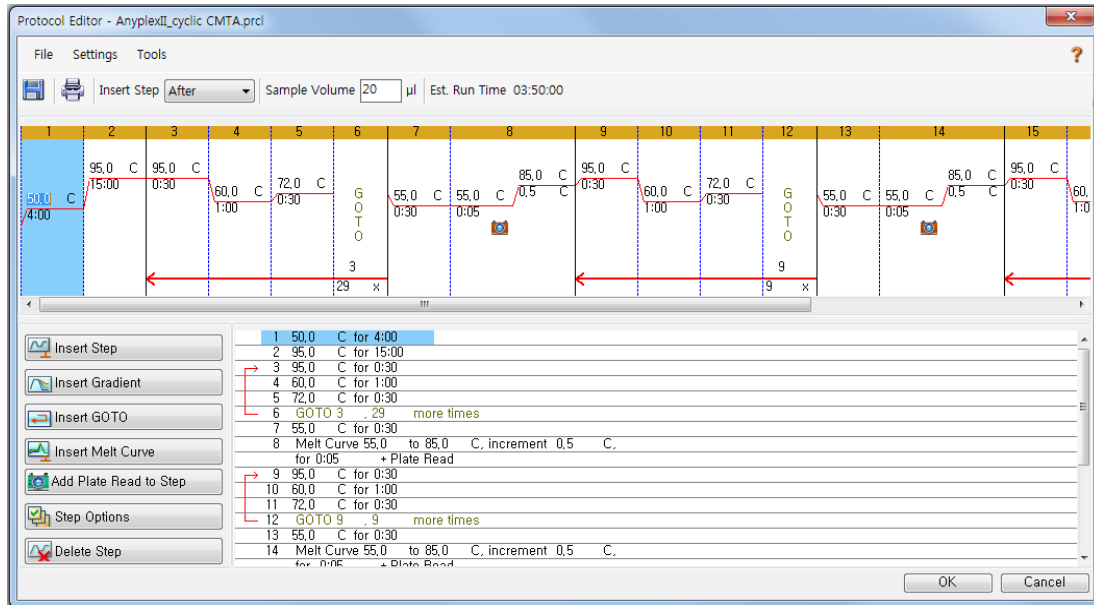 Protocol Editor - AnyplexII_cyclic CMTA.prcl
x
File Settings Tools ?
Insert Step After Sample Volume 20 µl Est. Run Time 03:50:00
1 2 3 4 5 6 7 8 9 10 11 12 13 14 15
50,0 C 4:00
95,0 C 15:00
95,0 C 0:30
60,0 C 1:00
72,0 C 0:30
GOTO 3 29 x
55,0 C 0:30
55,0 C 0:05
85,0 C 0,5 C
95,0 C 0:30
60,0 C 1:00
72,0 C 0:30
GOTO 9 9 x
55,0 C 0:30
55,0 C 0:05
85,0 C 0,5 C
95,0 C 0:30
60, 1:0
Insert Step
Insert Gradient
Insert GOTO
Insert Melt Curve
Add Plate Read to Step
Step Options
Delete Step
1 50,0 C for 4:00
2 95,0 C for 15:00
3 95,0 C for 0:30
4 60,0 C for 1:00
5 72,0 C for 0:30
6 GOTO 3 , 29 more times
7 55,0 C for 0:30
8 Melt Curve 55,0 to 85,0 C, increment 0,5 C,
for 0:05 + Plate Read
9 95,0 C for 0:30
10 60,0 C for 1:00
11 72,0 C for 0:30
12 GOTO 9 , 9 more times
13 55,0 C for 0:30
14 Melt Curve 55,0 to 85,0 C, increment 0,5 C,
for 0:05 + Plate Read
OK Cancel